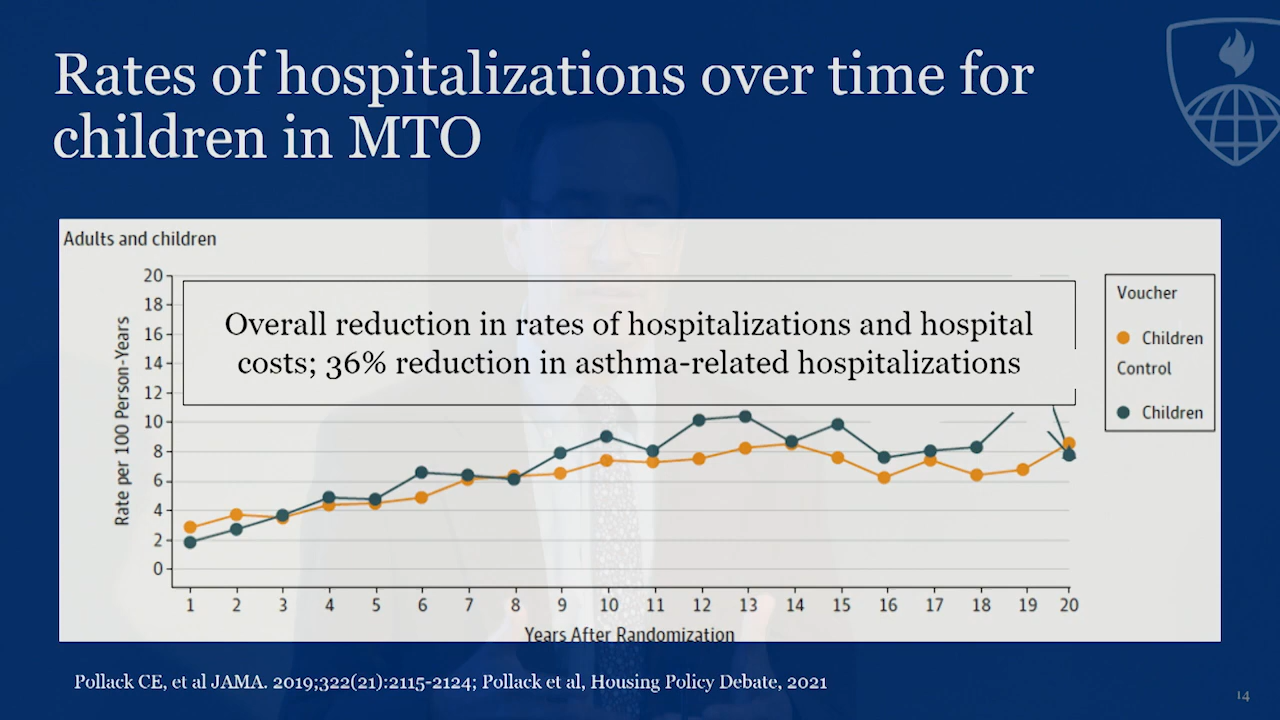 Rates of hospitalizations over time for
children in MTO
Adults and children
20
18
16
14
12
10
8
6
4
2
0
Rate per 100 Person-Years
Overall reduction in rates of hospitalizations and hospital
costs; 36% reduction in asthma-related hospitalizations
Voucher
Children
Control
Children
1 2 3 4 5 6 7 8 9 10 11 12 13 14 15 16 17 18 19 20
Years After Randomization
Pollack CE, et al JAMA. 2019;322(21):2115-2124; Pollack et al, Housing Policy Debate, 2021
14